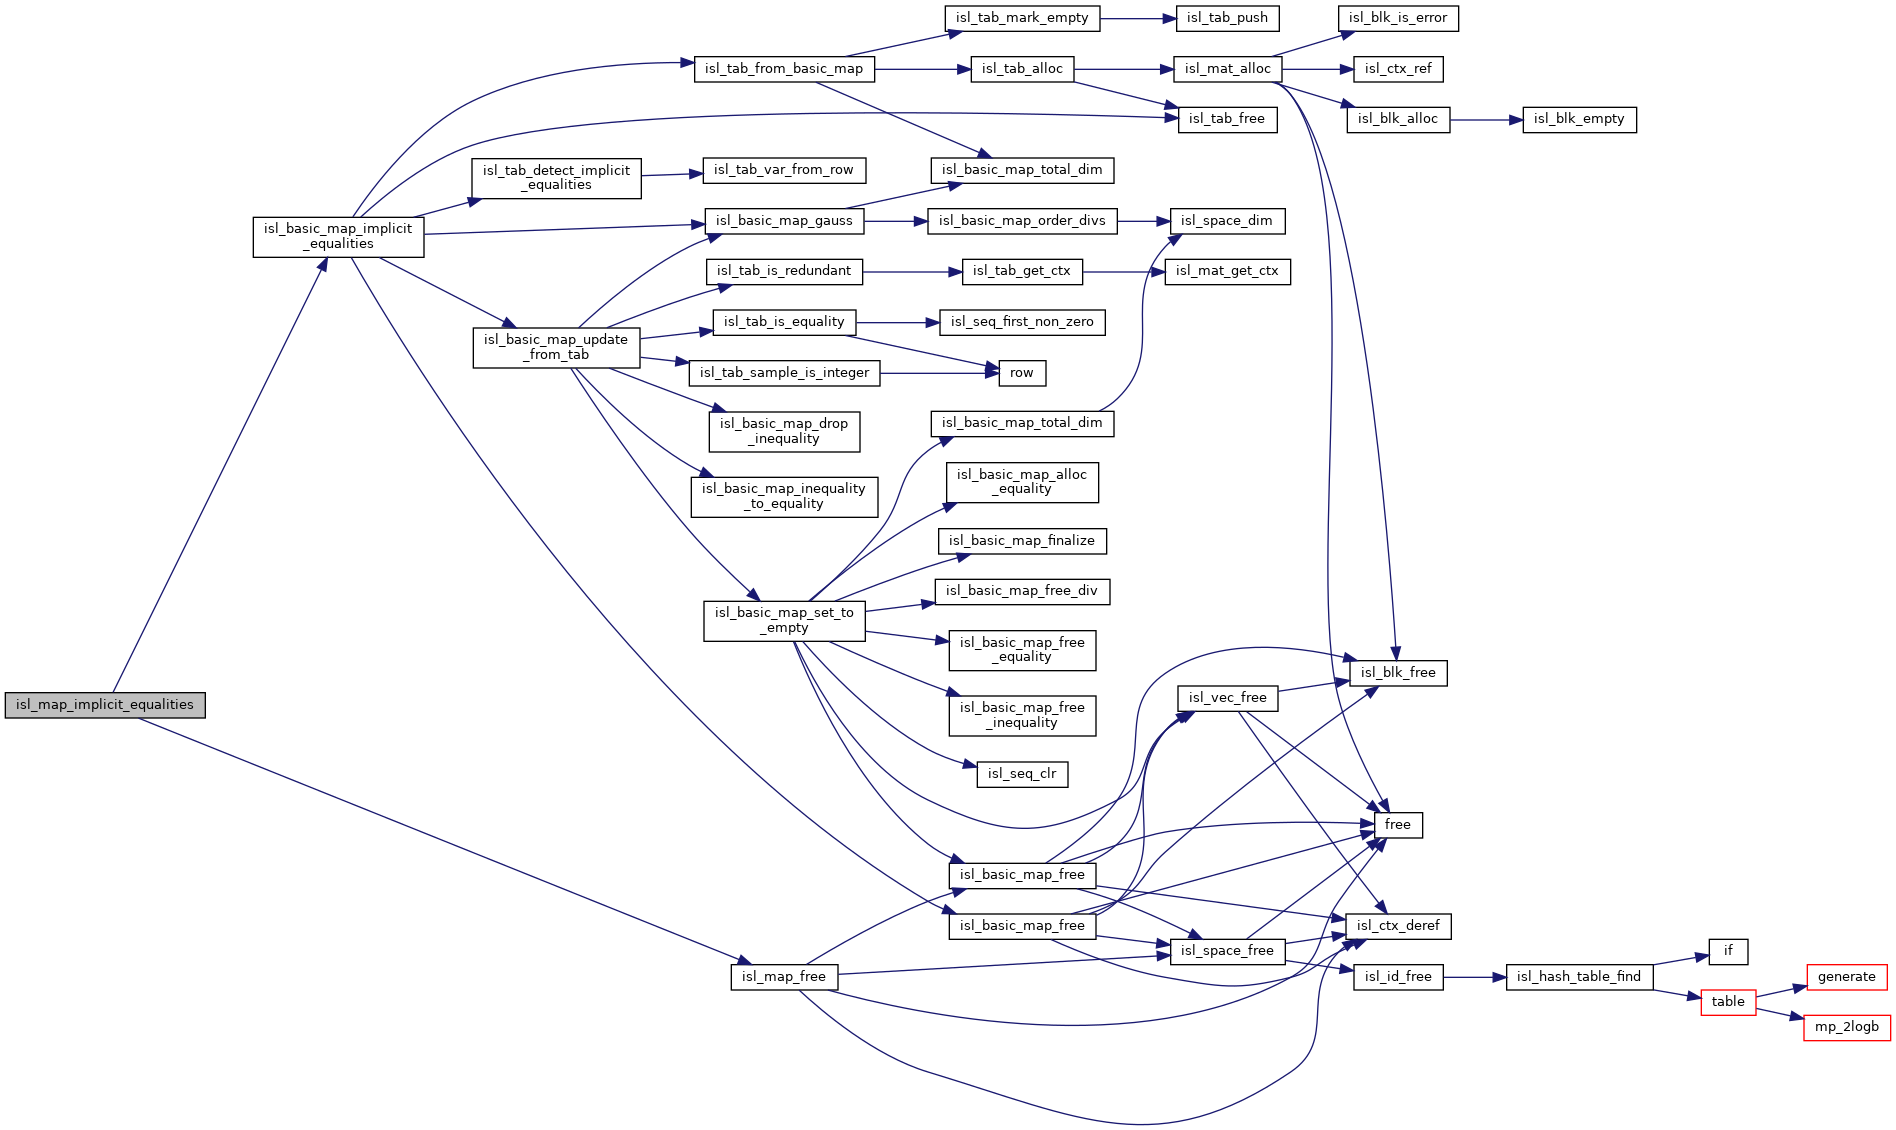 isl_tab_mark_empty
isl_tab_push
isl_blk_is_error
isl_tab_from_basic_map
isl_tab_alloc
isl_mat_alloc
isl_ctx_ref
isl_tab_free
isl_blk_alloc
isl_blk_empty
isl_tab_detect_implicit
_equalities
isl_tab_var_from_row
isl_basic_map_total_dim
isl_basic_map_implicit
_equalities
isl_basic_map_gauss
isl_basic_map_order_divs
isl_space_dim
isl_tab_is_redundant
isl_tab_get_ctx
isl_mat_get_ctx
isl_basic_map_update
_from_tab
isl_tab_is_equality
isl_seq_first_non_zero
isl_tab_sample_is_integer
row
isl_basic_map_drop
_inequality
isl_basic_map_total_dim
isl_basic_map_inequality
_to_equality
isl_basic_map_alloc
_equality
isl_basic_map_finalize
isl_basic_map_free_div
isl_basic_map_set_to
_empty
isl_basic_map_free
_equality
isl_blk_free
isl_map_implicit_equalities
isl_vec_free
isl_basic_map_free
_inequality
isl_seq_clr
free
isl_basic_map_free
isl_basic_map_free
isl_ctx_deref
isl_map_free
isl_space_free
isl_id_free
isl_hash_table_find
if
table
generate
mp_2logb